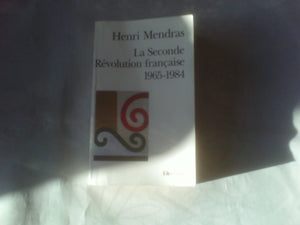 Henri Mendras
La Seconde
Révolution française
1965-1984